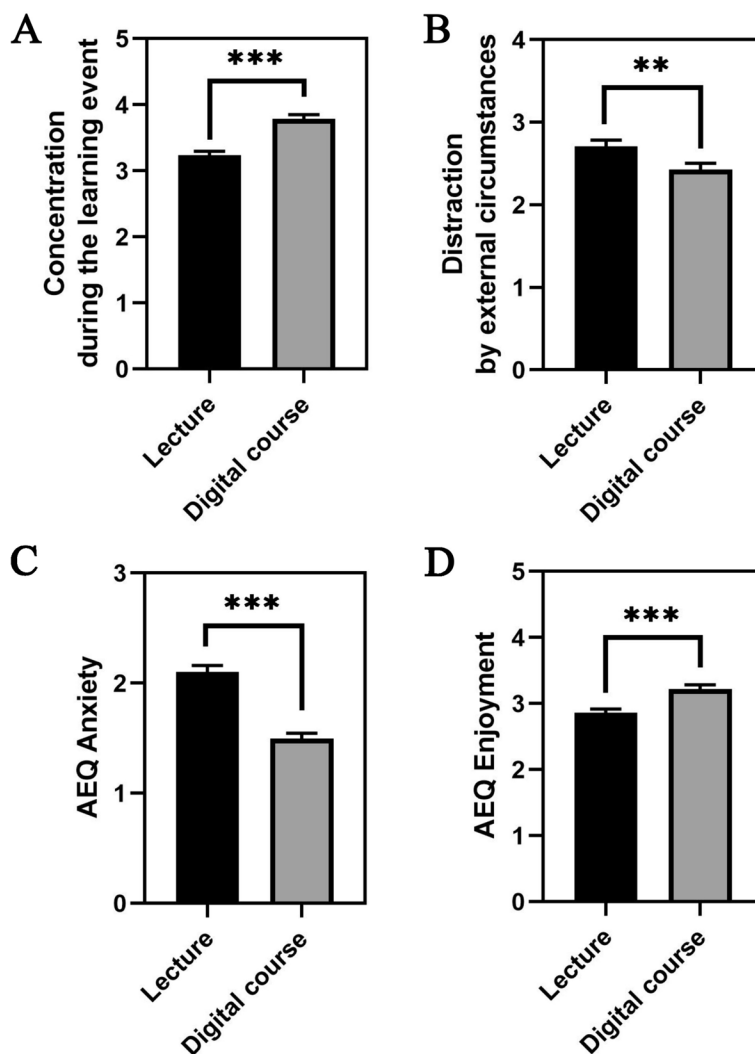 A
Concentration
during the learning event
5
4
3
2
1
0
***
Lecture
Digital course
B
Distraction
by external circumstances
4
3
2
1
0
**
Lecture
Digital course
C
AEQ Anxiety
3
2
1
0
***
Lecture
Digital course
D
AEQ Enjoyment
5
4
3
2
1
0
***
Lecture
Digital course